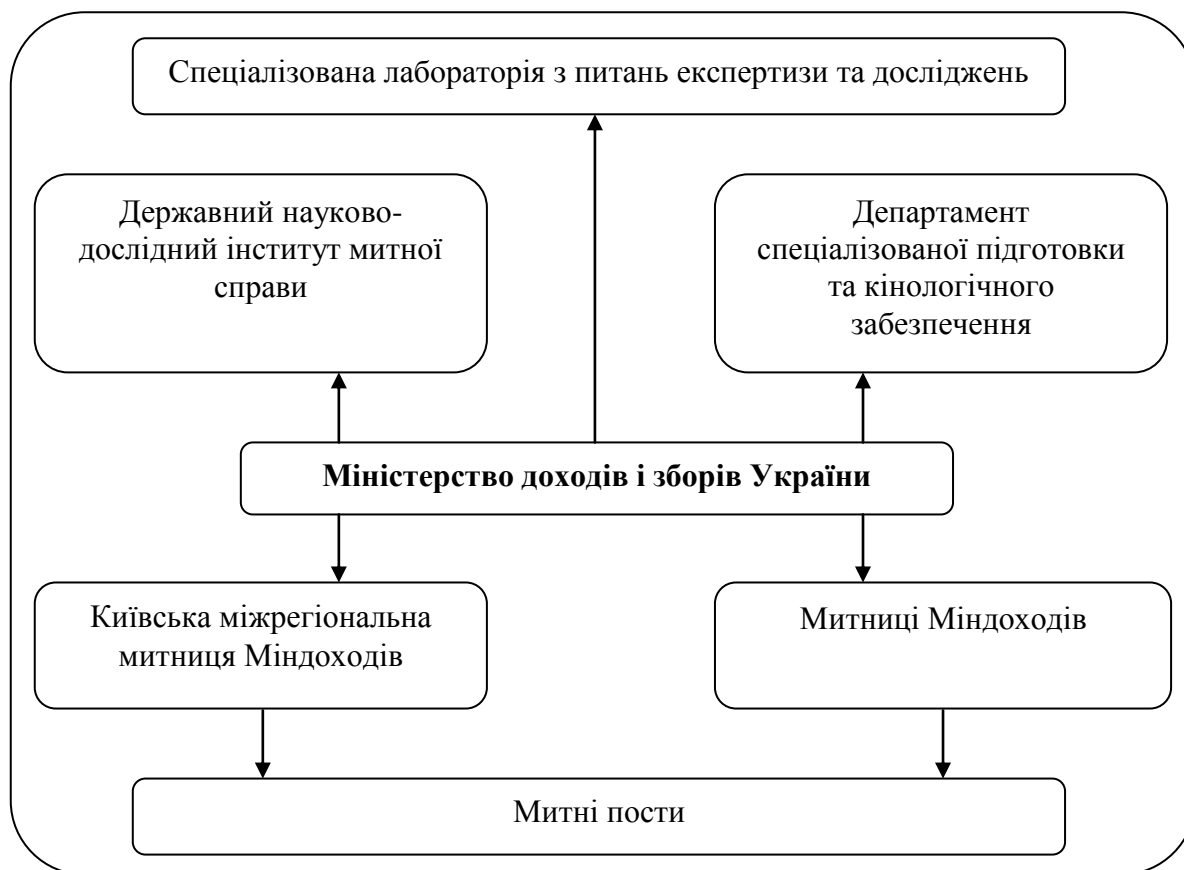 Спеціалізована лабораторія з питань експертизи та досліджень
Державний науково-
дослідний інститут митної
справи
Департамент
спеціалізованої підготовки
та кінологічного
забезпечення
Міністерство доходів і зборів України
Київська міжрегіональна
митниця Міндоходів
Митниці Міндоходів
Митні пости